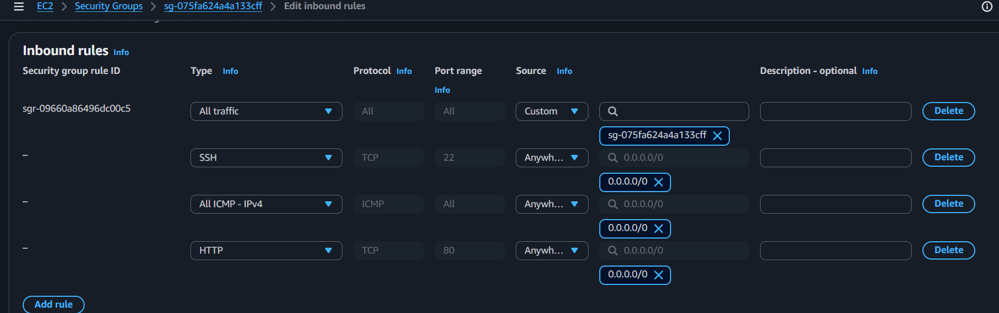 EC2 > Security Groups > sg-075fa624a4a133cff > Edit inbound rules
Inbound rules Info
Security group rule ID Type Info Protocol Info Port range Info Source Info Description - optional Info
sgr-09660a86496dc00c5 All traffic All All Custom Delete
sg-075fa624a4a133cff
– SSH TCP 22 Anywh... 0.0.0.0/0 Delete
0.0.0.0/0
– All ICMP - IPv4 ICMP All Anywh... 0.0.0.0/0 Delete
0.0.0.0/0
– HTTP TCP 80 Anywh... 0.0.0.0/0 Delete
0.0.0.0/0
Add rule